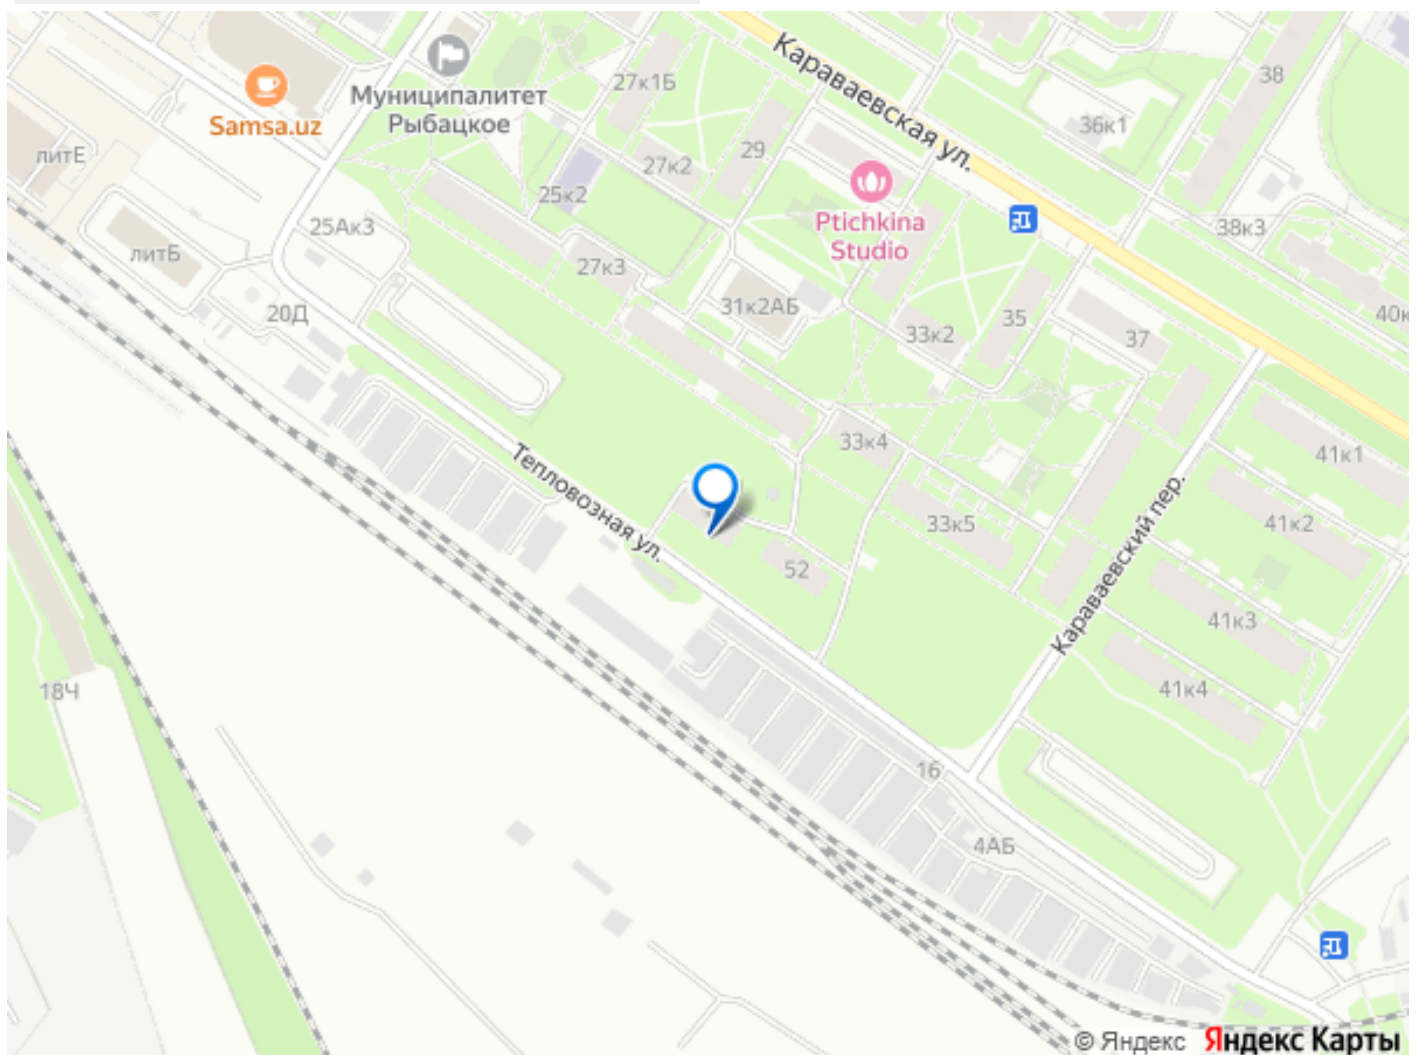 Караваевская ул.
38
27к1Б
Муниципалитет
Рыбацкое
Samsa.uz
36к1
литЕ
29
27к2
25к2
Ptichkina
Studio
25Ак3
38к3
литБ
27к3
31к2АБ
20Д
35
40к
33к2
37
33к4
41к1
Тепловозная ул.
33к5
41к2
52
Караваевский пер.
41к3
18Ч
41к4
16
4АБ
© Яндекс Яндекс Карты